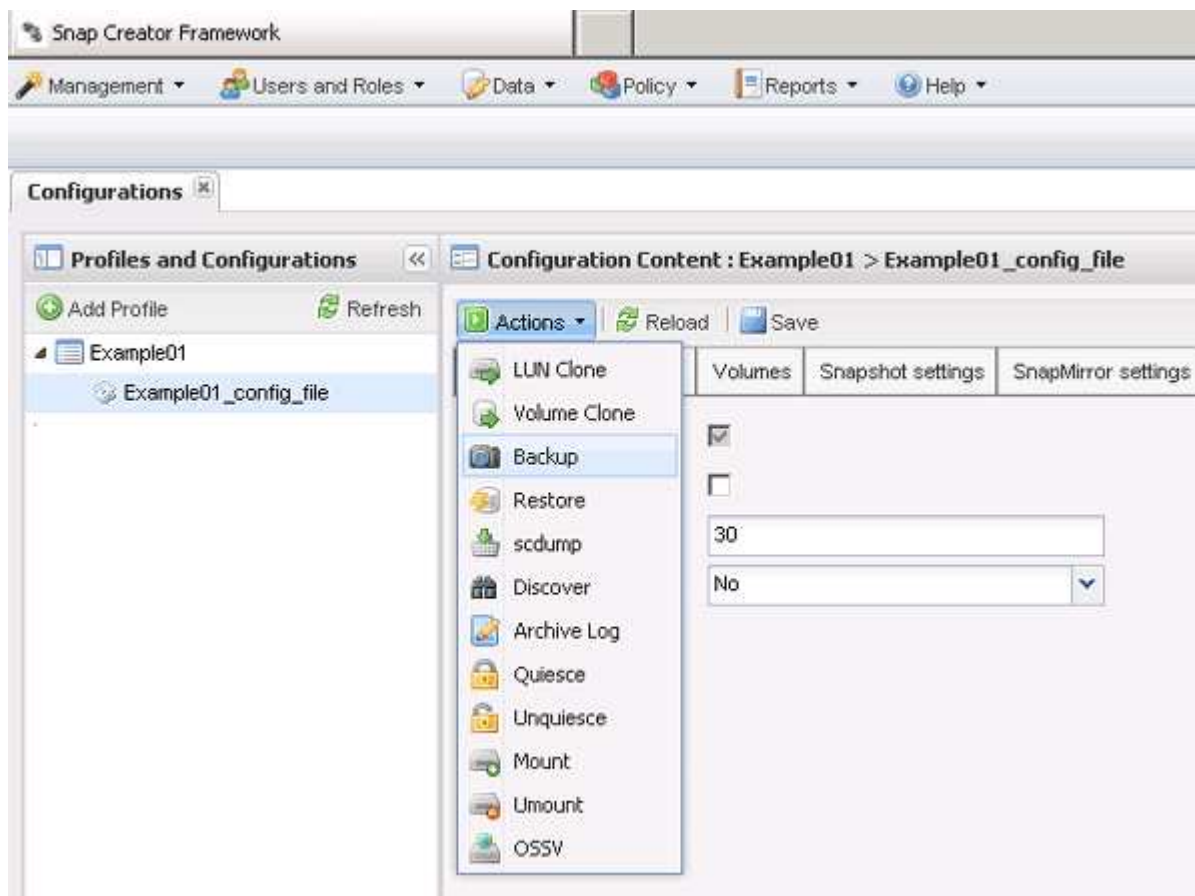 Snap Creator Framework
Management Users and Roles Data Policy Reports Help
Configurations
Profiles and Configurations
Configuration Content : Example01 > Example01_config_file
Add Profile Refresh
Actions Reload Save
Example01
Example01_config_file
Volumes Snapshot settings SnapMirror settings
LUN Clone
Volume Clone
Backup
Restore
scdump
30
Discover
No
Archive Log
Quiesce
Unquiesce
Mount
Umount
OSSV